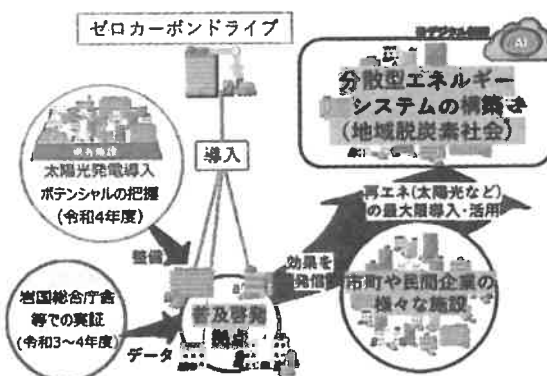 ゼロカーボンドライブ
導入
県有施設
太陽光発電導入
ポテンシャルの把握
(令和4年度)
整備
岩国総合庁舎
等での実証
(令和3~4年度)
データ
普及啓発
拠点
効果を
発信
AI
分散型エネルギー
システムの構築
(地域脱炭素社会)
再エネ(太陽光など)
の最大限導入・活用
市町や民間企業の
様々な施設